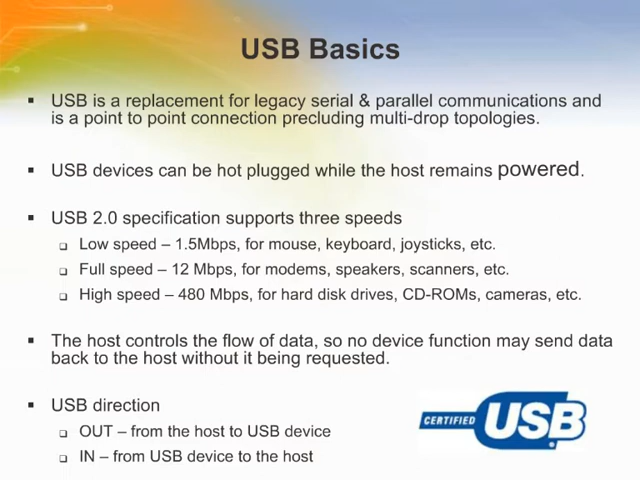 USB Basics
▪ USB is a replacement for legacy serial & parallel communications and
is a point to point connection precluding multi-drop topologies.
▪ USB devices can be hot plugged while the host remains powered.
▪ USB 2.0 specification supports three speeds
❑ Low speed – 1.5Mbps, for mouse, keyboard, joysticks, etc.
❑ Full speed – 12 Mbps, for modems, speakers, scanners, etc.
❑ High speed – 480 Mbps, for hard disk drives, CD-ROMs, cameras, etc.
▪ The host controls the flow of data, so no device function may send data
back to the host without it being requested.
▪ USB direction
❑ OUT – from the host to USB device
❑ IN – from USB device to the host
CERTIFIED USB